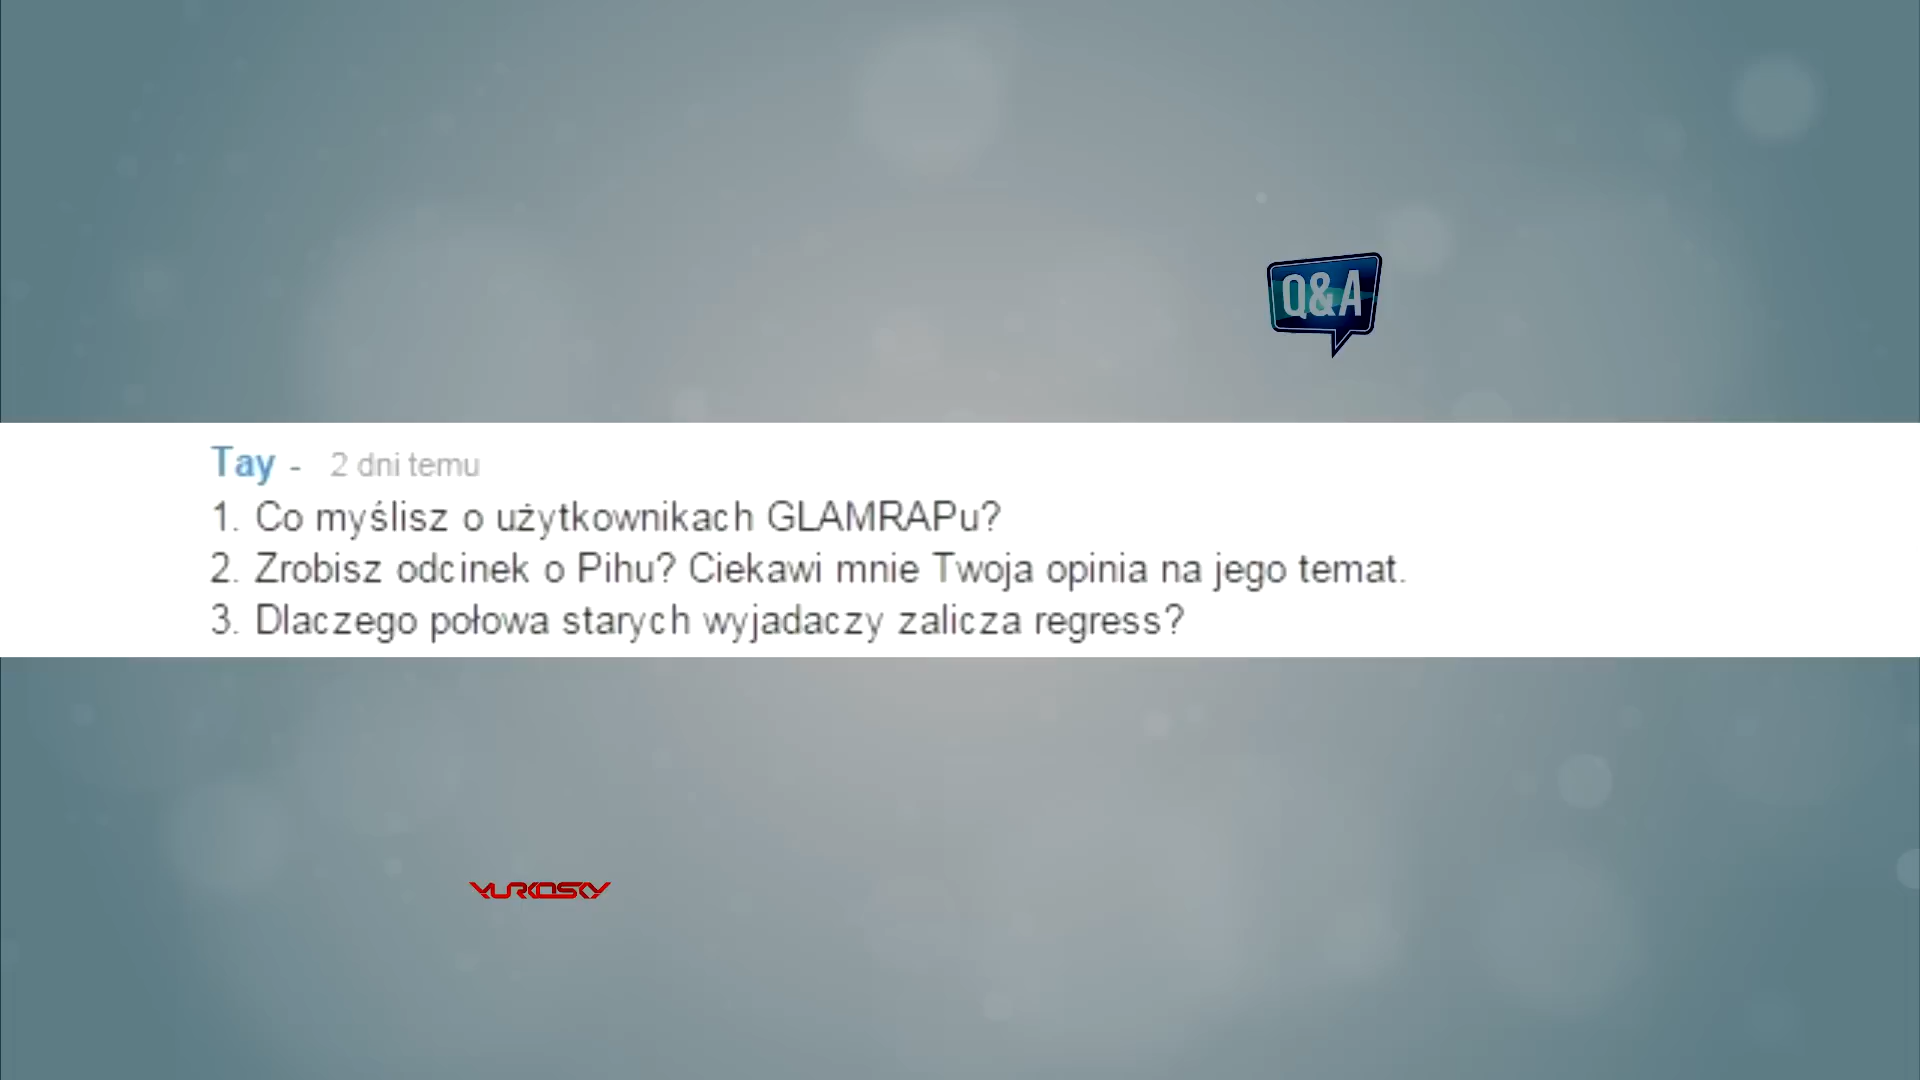 Q&A
Tay - 2 dni temu
1. Co myślisz o użytkownikach GLAMRAPu?
2. Zrobisz odcinek o Pihu? Ciekawi mnie Twoja opinia na jego temat.
3. Dlaczego połowa starych wyjadaczy zalicza regress?
YURKOSKY